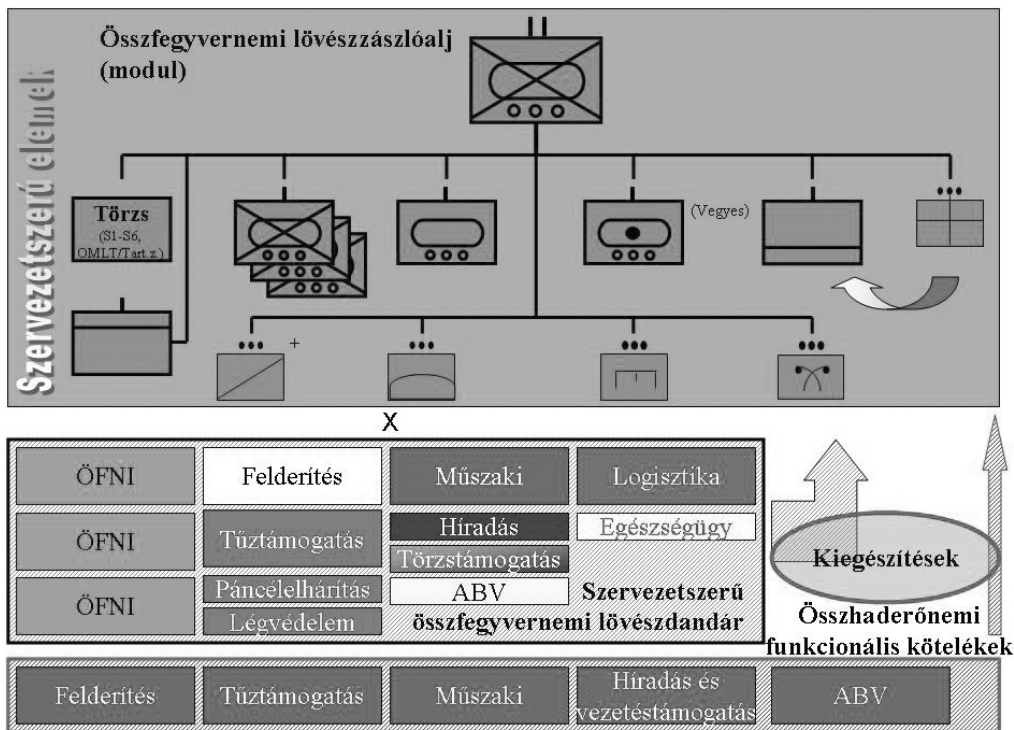 Szervezetszerű elemek
Összfegyvernemi lövészzászlóalj
(modul)
Törzs
(S1-S6,
OMLT/Tart.z.)
(Vegyes)
+
X
ÖFNI
Felderítés
Műszaki
Logisztika
ÖFNI
Tűztámogatás
Híradás
Egészségügy
Törzstámogatás
ÖFNI
Páncélelhárítás
ABV
Szervezetszerű
Légvédelem
összfegyvernemi lövészdandár
Kiegészítések
Összhaderőnemi
funkcionális kötelékek
Felderítés
Tűztámogatás
Műszaki
Híradás és
vezetéstámogatás
ABV